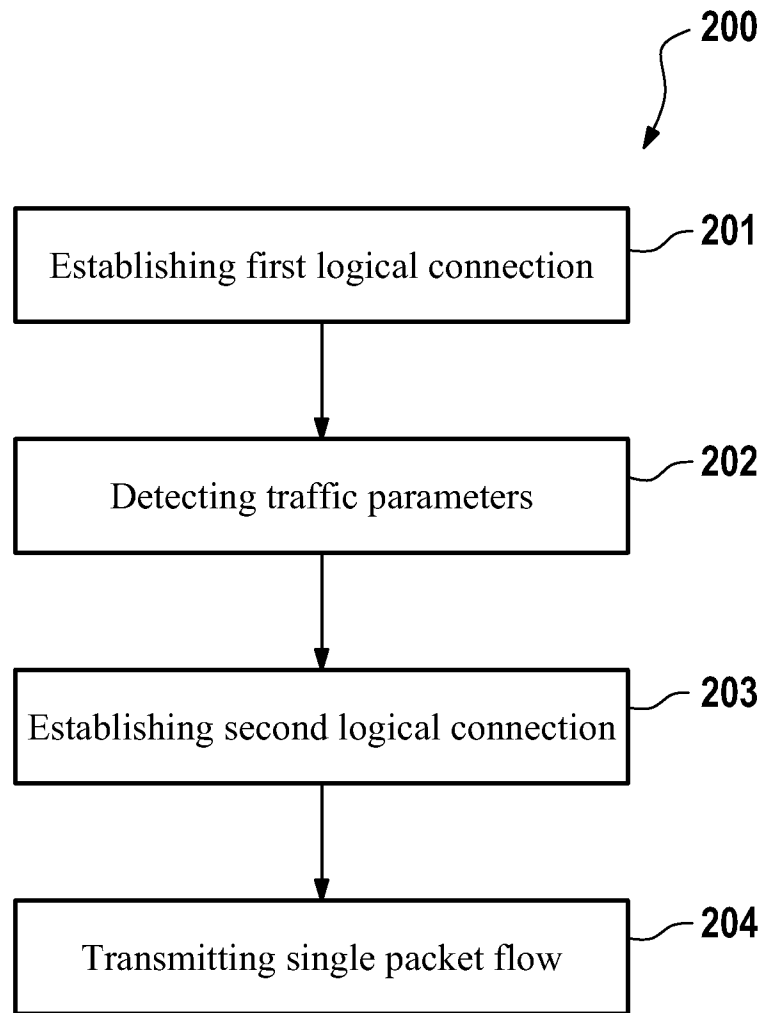 200
201
Establishing first logical connection
202
Detecting traffic parameters
203
Establishing second logical connection
204
Transmitting single packet flow